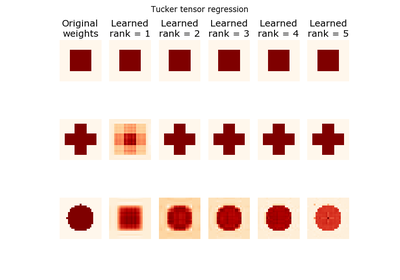 Tucker tensor regression
Original weights
Learned rank = 1
Learned rank = 2
Learned rank = 3
Learned rank = 4
Learned rank = 5